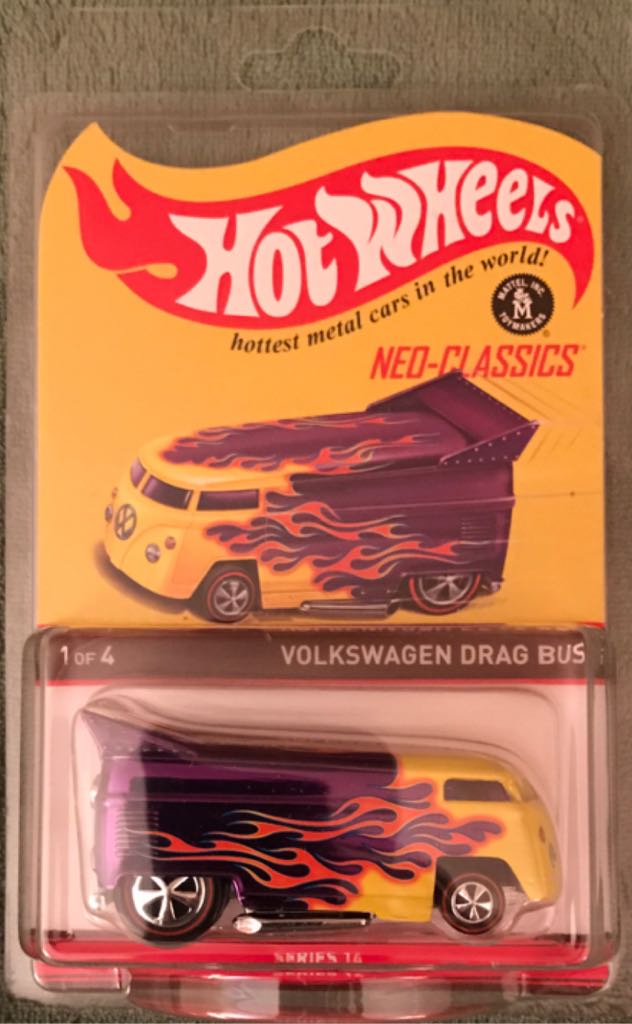 HOT WHEELS
hottest metal cars in the world!
MATTEL, INC.
M
TOYMAKERS
NEO-CLASSICS
1 OF 4 VOLKSWAGEN DRAG BUS